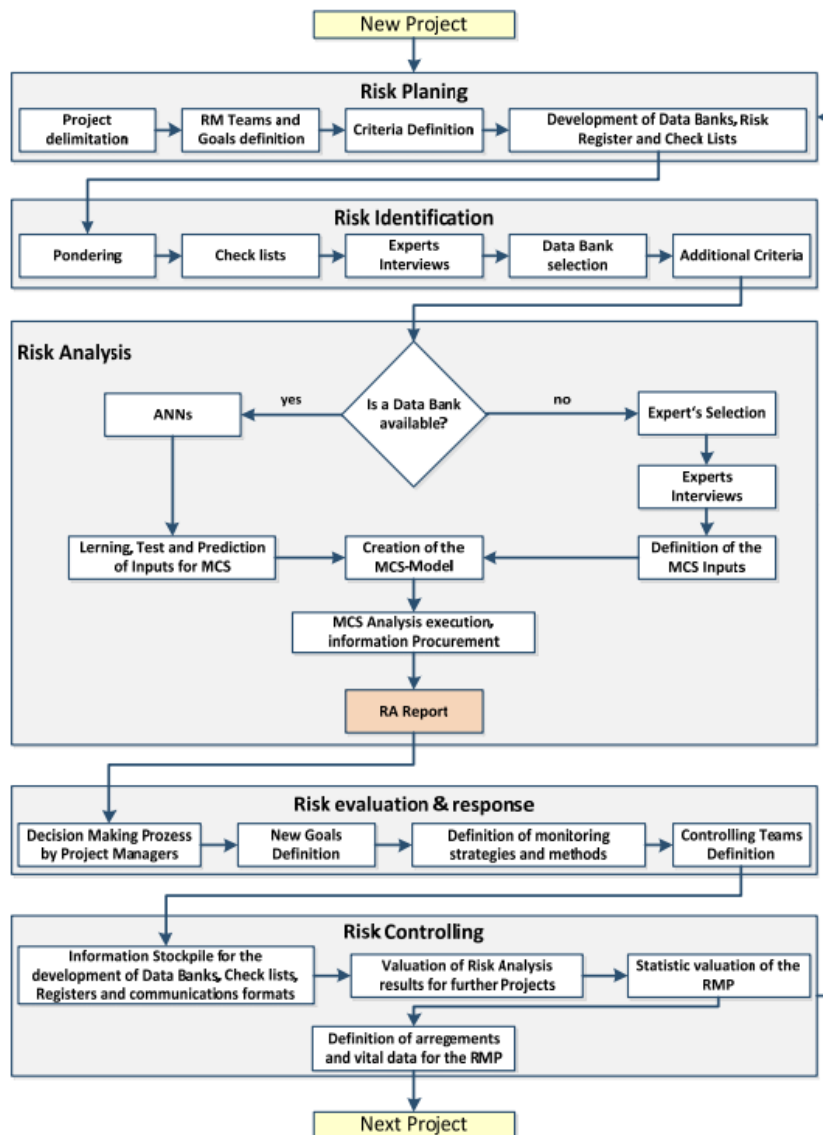 New Project
Risk Planing
Project
delimitation
RM Teams and
Goals definition
Criteria Definition
Development of Data Banks, Risk
Register and Check Lists
Risk Identification
Pondering
Check lists
Experts
Interviews
Data Bank
selection
Additional Criteria
Risk Analysis
Is a Data Bank
available?
yes
no
ANNs
Expert's Selection
Experts
Interviews
Lerning, Test and Prediction
of Inputs for MCS
Creation of the
MCS-Model
Definition of the
MCS Inputs
MCS Analysis execution,
information Procurement
RA Report
Risk evaluation & response
Decision Making Prozess
by Project Managers
New Goals
Definition
Definition of monitoring
strategies and methods
Controlling Teams
Definition
Risk Controlling
Information Stockpile for the
development of Data Banks, Check lists,
Registers and communications formats
Valuation of Risk Analysis
results for further Projects
Statistic valuation of the
RMP
Definition of arregements
and vital data for the RMP
Next Project